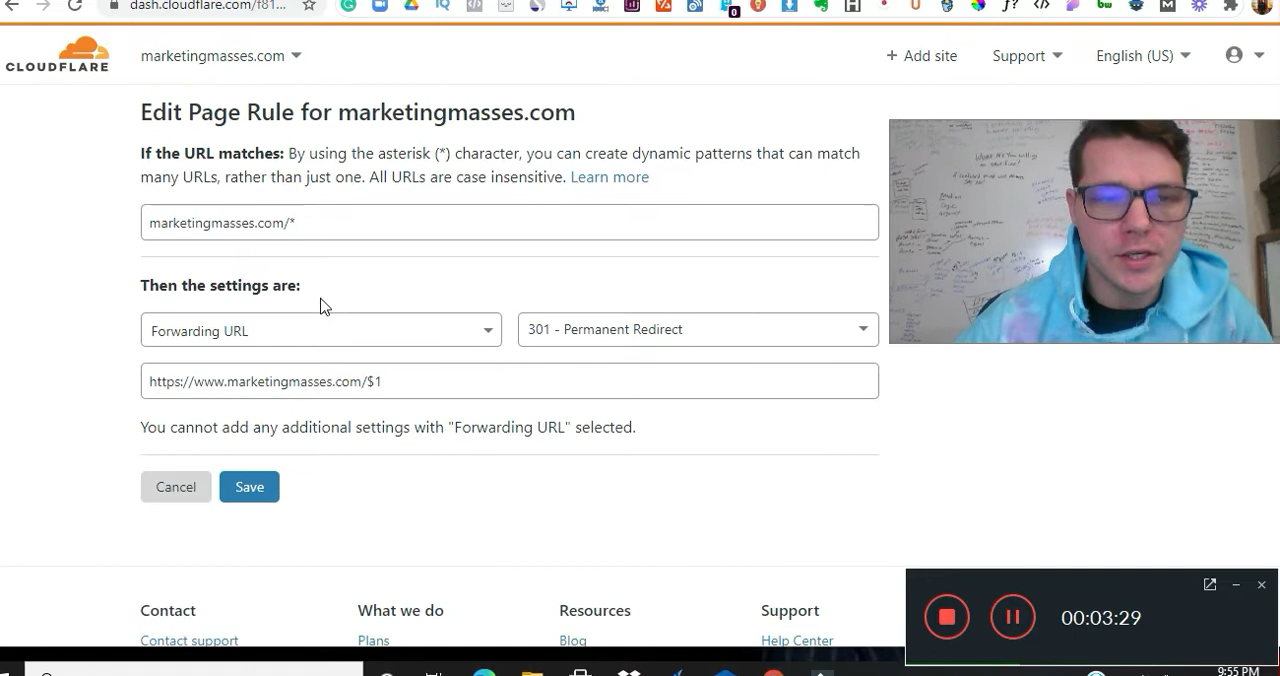 dash.cloudflare.com/f81...
0
CLOUDFLARE
marketingmasses.com
+ Add site
Support
English (US)
Edit Page Rule for marketingmasses.com
If the URL matches: By using the asterisk (*) character, you can create dynamic patterns that can match
many URLs, rather than just one. All URLs are case insensitive. Learn more
marketingmasses.com/*
Then the settings are:
Forwarding URL
301 - Permanent Redirect
https://www.marketingmasses.com/$1
You cannot add any additional settings with "Forwarding URL" selected.
Cancel
Save
Contact
What we do
Resources
Support
Contact support
Plans
Blog
Help Center
00:03:29
9:55 PM